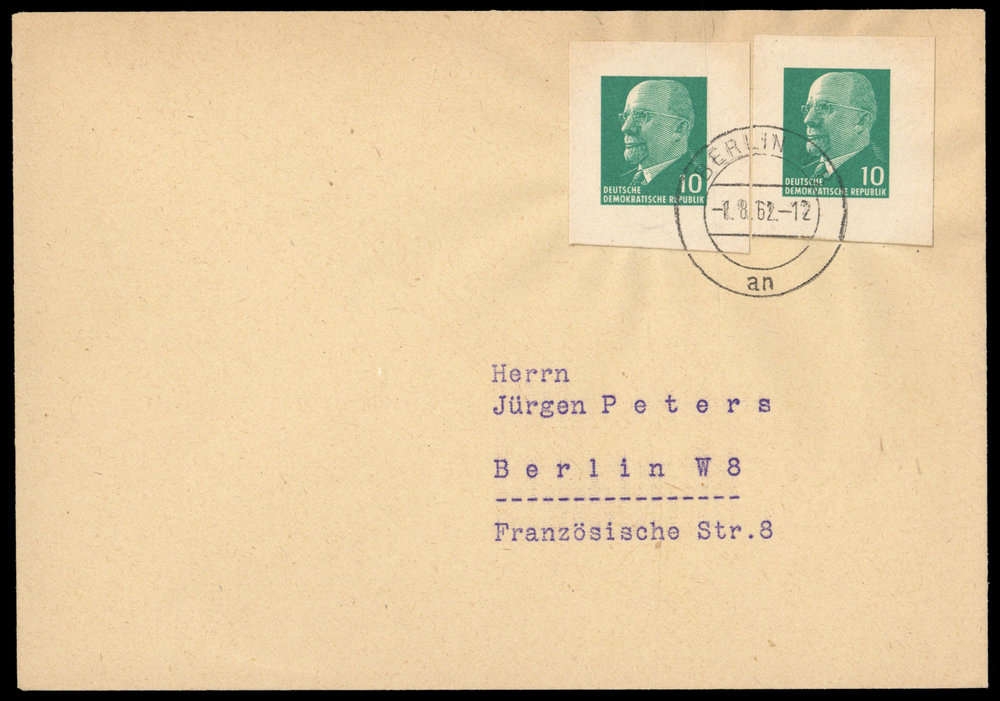 10
DEUTSCHE
DEMOKRATISCHE REPUBLIK
10
DEUTSCHE
DEMOKRATISCHE REPUBLIK
BERLIN
8.62.-12
an
Herrn
Jürgen Peters
Berlin W8
----------------
Französische Str.8